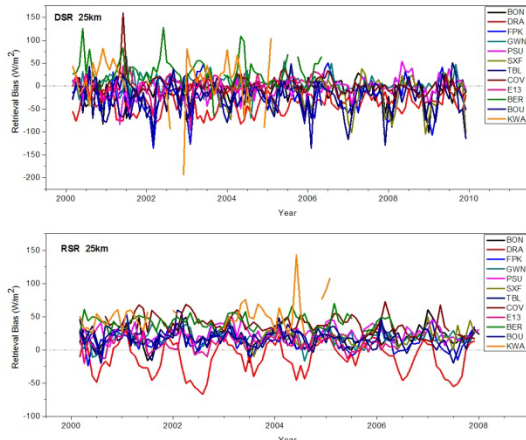 DSR 25km
Retrieval Bias (W/m²)
150
100
50
0
-50
-100
-150
-200
2000
2002
2004
2006
2008
2010
Year
BON
DRA
FPK
GWN
PSU
SXF
TBL
COV
E13
BER
BOU
KWA
RSR 25km
Retrieval Bias (W/m²)
150
100
50
0
-50
-100
2000
2002
2004
2006
2008
Year
BON
DRA
FPK
GWN
PSU
SXF
TBL
COV
E13
BER
BOU
KWA